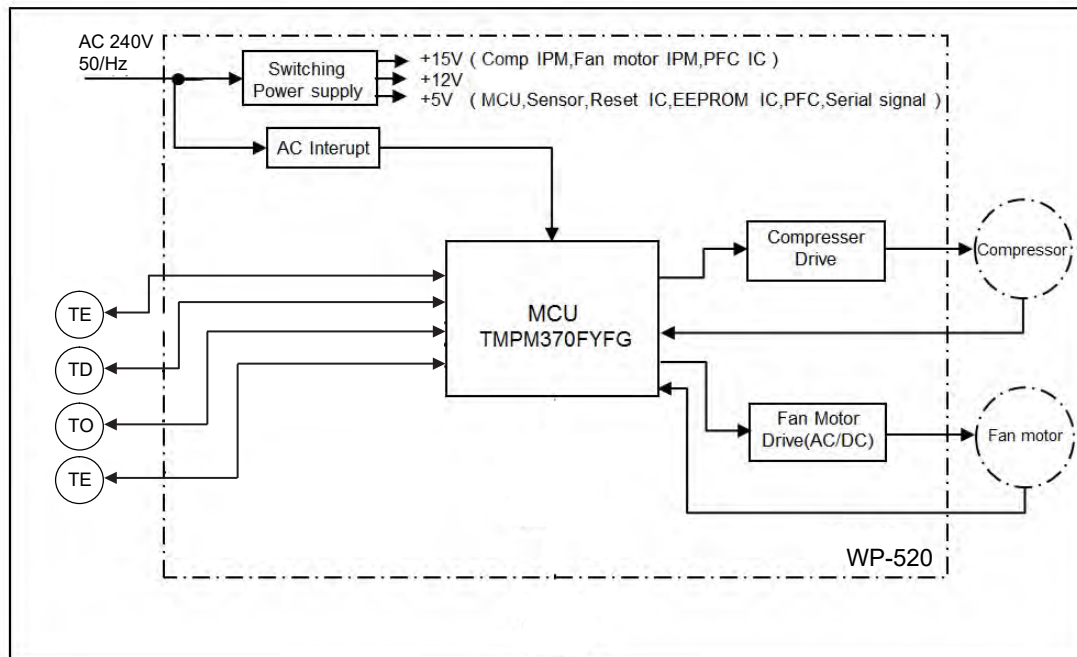 AC 240V
50/Hz
Switching
Power supply
+15V ( Comp IPM,Fan motor IPM,PFC IC )
+12V
+5V ( MCU,Sensor,Reset IC,EEPROM IC,PFC,Serial signal )
AC Interupt
Compresser
Drive
Compressor
MCU
TMPM370FYFG
TE
TD
TO
TE
Fan Motor
Drive(AC/DC)
Fan motor
WP-520